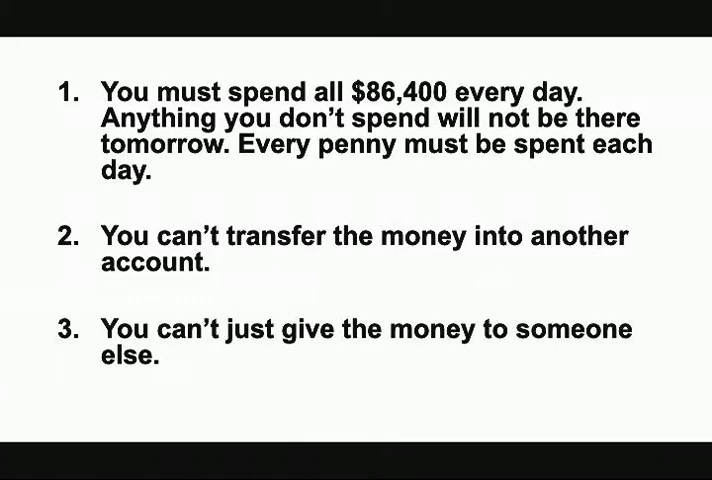 1. You must spend all $86,400 every day.
Anything you don’t spend will not be there
tomorrow. Every penny must be spent each
day.
2. You can’t transfer the money into another
account.
3. You can’t just give the money to someone
else.